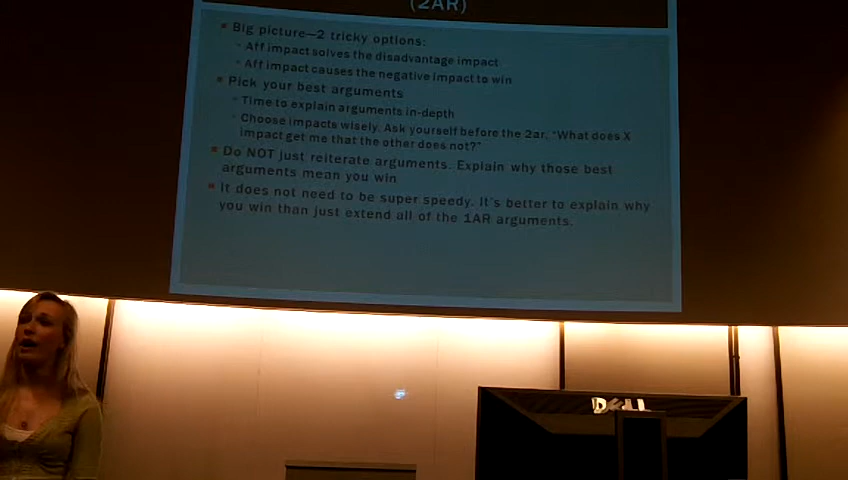 (2AR)
Big picture—2 tricky options:
Aff impact solves the disadvantage impact
Aff impact causes the negative impact to win
Pick your best arguments
Time to explain arguments in-depth
Choose impacts wisely. Ask yourself before the 2ar, "What does X
impact get me that the other does not?"
Do NOT just reiterate arguments. Explain why those best
arguments mean you win
It does not need to be super speedy. It's better to explain why
you win than just extend all of the 1AR arguments.
DELL